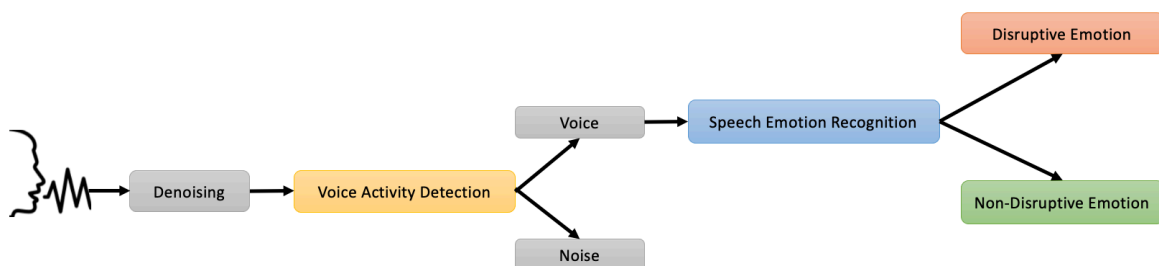 Disruptive Emotion
Voice
Speech Emotion Recognition
Denoising
Voice Activity Detection
Non-Disruptive Emotion
Noise